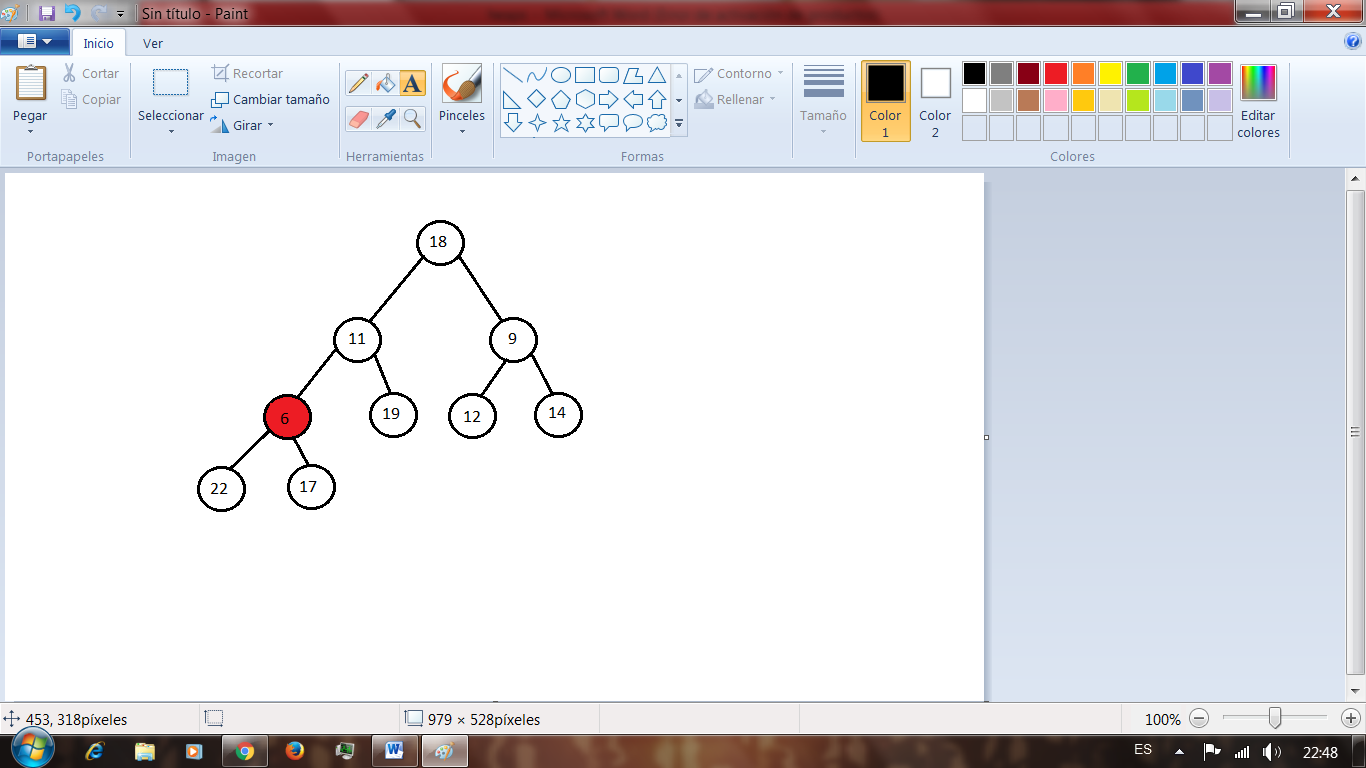 Sin título - Paint
Inicio Ver
Pegar
Cortar
Copiar
Portapapeles
Seleccionar
Recortar
Cambiar tamaño
Girar
Imagen
A
Herramientas
Pinceles
Contorno
Rellenar
Formas
Tamaño
Color 1
Color 2
Editar colores
Colores
18
11 9
6 19 12 14
22 17
453, 318píxeles 979 × 528píxeles 100%
W ES 22:48